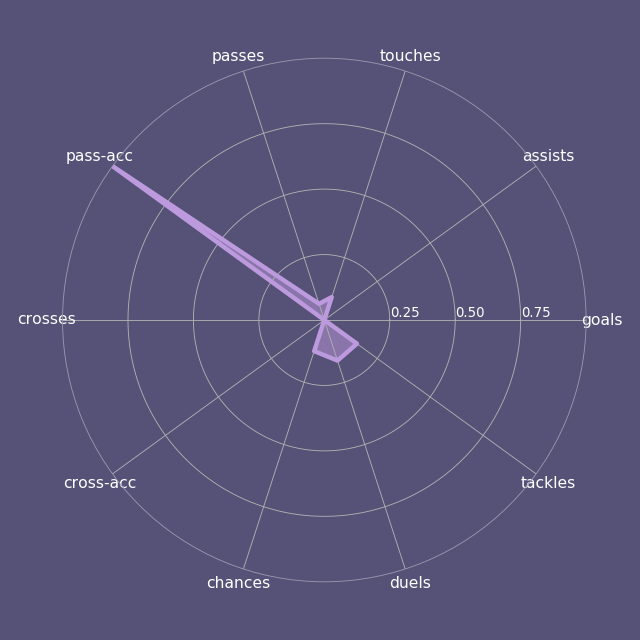 passes touches
pass-acc assists
crosses 0.25 0.50 0.75 goals
cross-acc tackles
chances duels